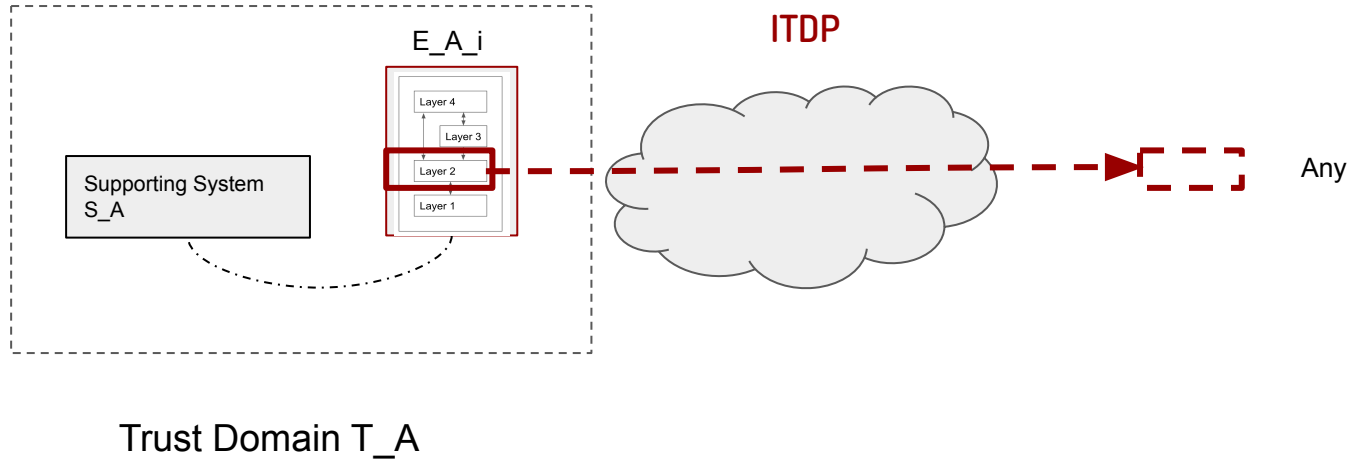 ITDP
E_A_i
Layer 4
Layer 3
Layer 2
Layer 1
Supporting System
S_A
Any
Trust Domain T_A